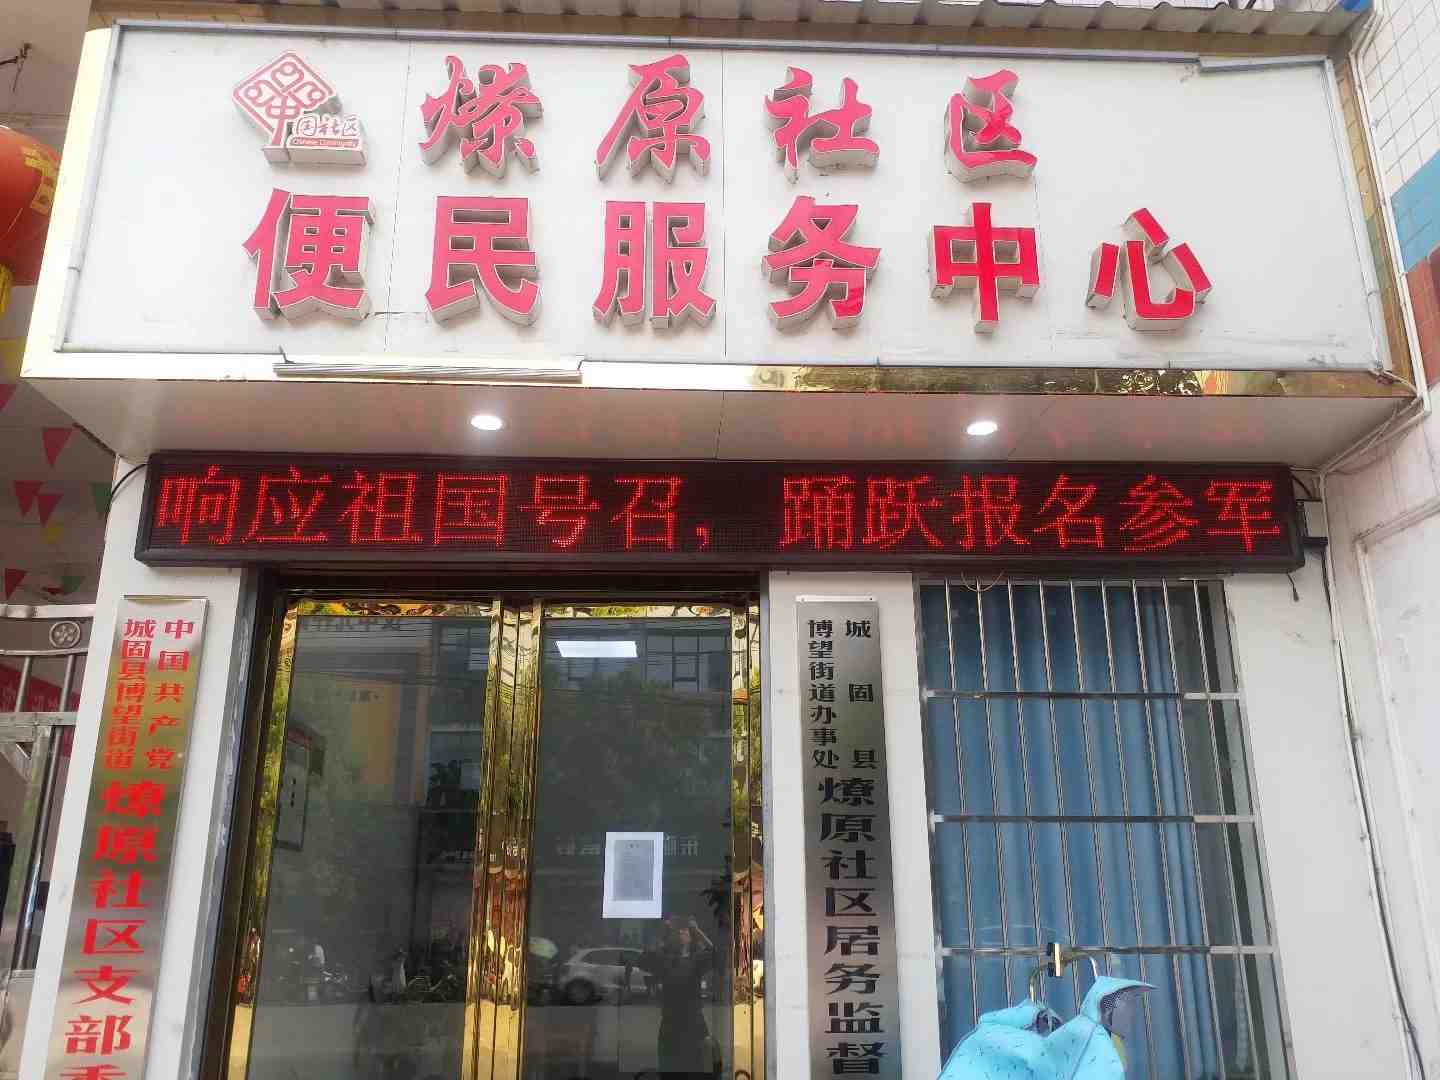 中国社区
Chinese Community
燎原社区
便民服务中心
响应祖国号召，踊跃报名参军
中国共产党
城固县博望街道
燎原社区支部委
城固县
博望街道办事处
燎原社区居务监督